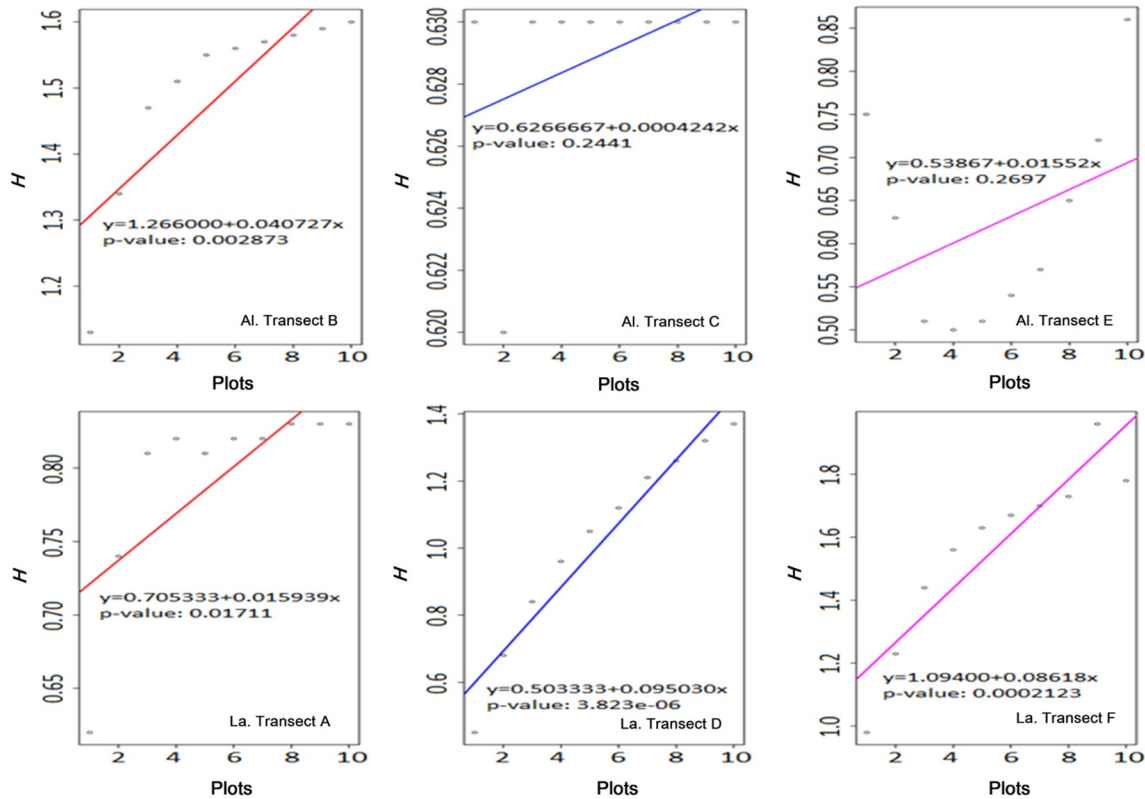 H
1.6
1.5
1.4
1.3
1.2
y=1.266000+0.040727x
p-value: 0.002873
Al. Transect B
2 4 6 8 10
Plots
0.630
0.628
0.626
0.624
0.622
0.620
y=0.6266667+0.0004242x
p-value: 0.2441
Al. Transect C
2 4 6 8 10
Plots
H
0.85
0.80
0.75
0.70
0.65
0.60
0.55
0.50
y=0.53867+0.01552x
p-value: 0.2697
Al. Transect E
2 4 6 8 10
Plots
H
0.80
0.75
0.70
0.65
y=0.705333+0.015939x
p-value: 0.01711
La. Transect A
2 4 6 8 10
Plots
H
1.4
1.2
1.0
0.8
0.6
y=0.503333+0.095030x
p-value: 3.823e-06
La. Transect D
2 4 6 8 10
Plots
H
1.8
1.6
1.4
1.2
1.0
y=1.09400+0.08618x
p-value: 0.0002123
La. Transect F
2 4 6 8 10
Plots